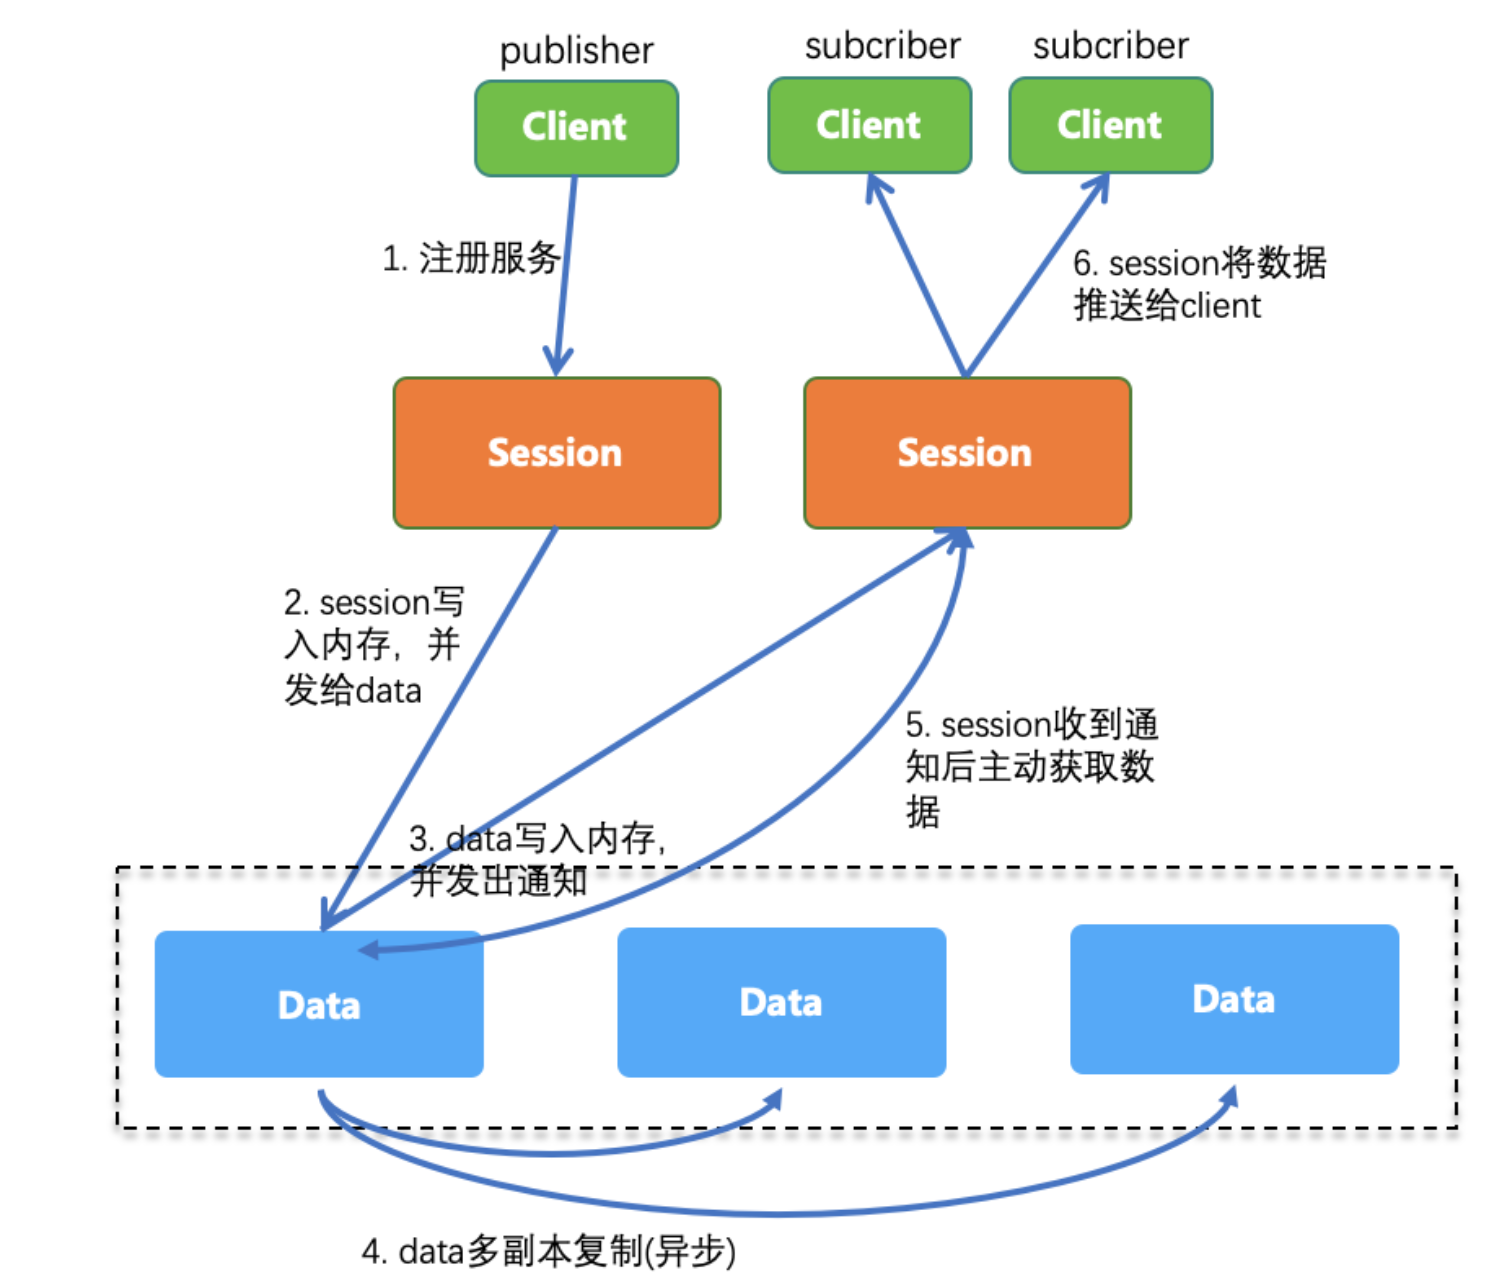 publisher
subcriber
subcriber
Client
Client
Client
1. 注册服务
6. session将数据
推送给client
Session
Session
2. session写
入内存，并
发给data
5. session收到通
知后主动获取数
据
3. data写入内存，
并发出通知
Data
Data
Data
4. data多副本复制(异步)